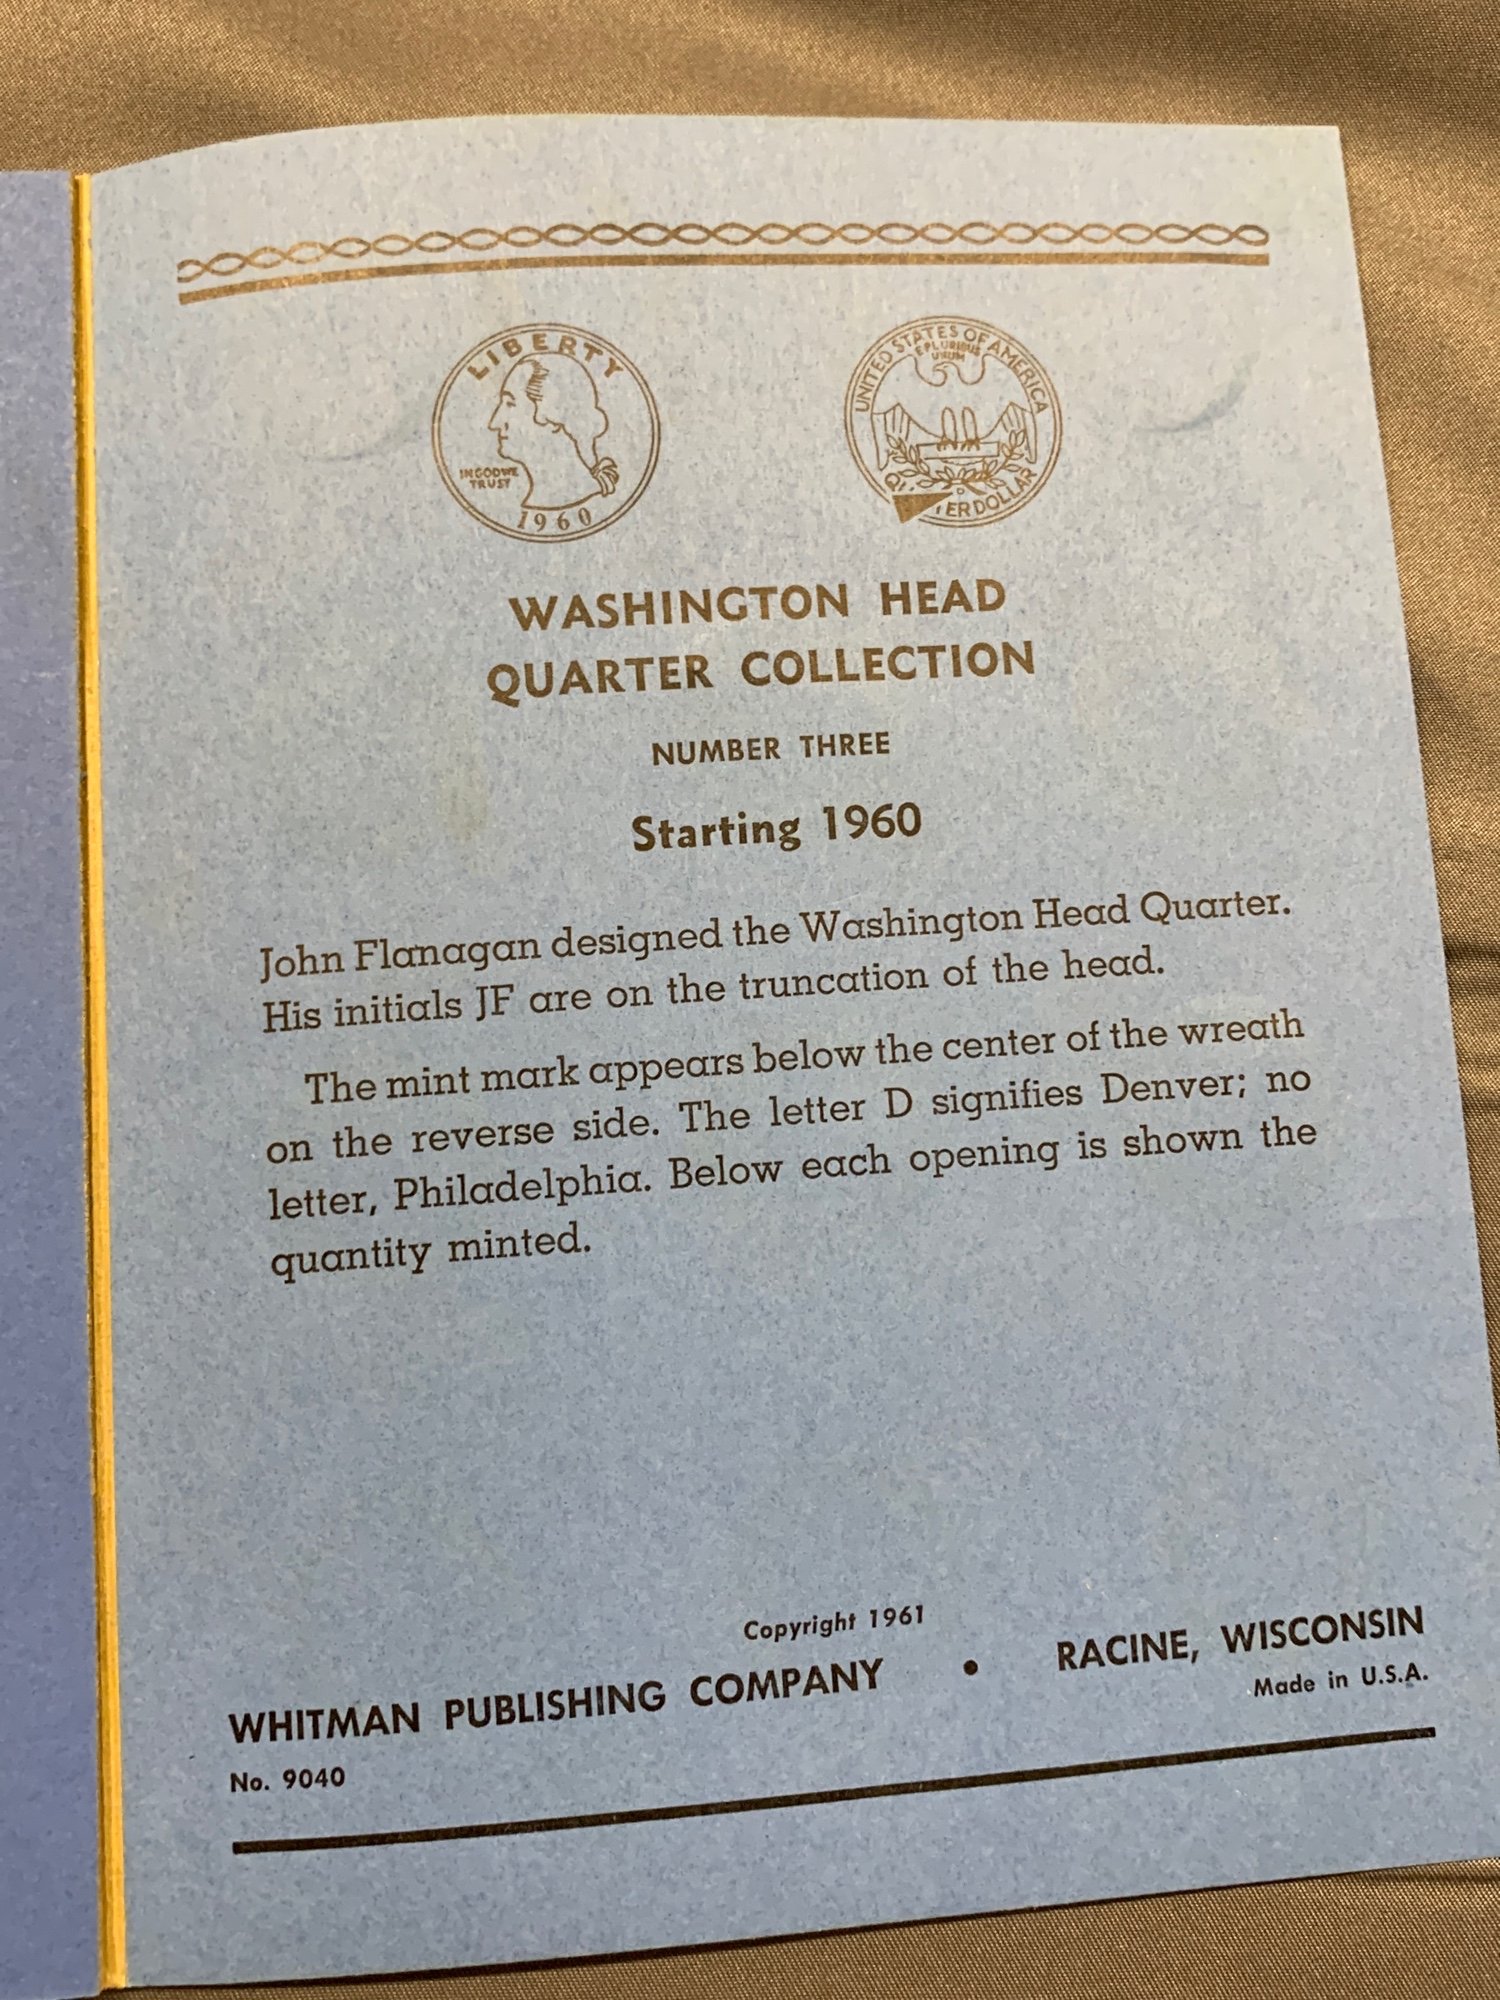 LIBERTY
IN GOD WE
TRUST
1960
UNITED STATES OF AMERICA
E PLURIBUS
UNUM
ER DOLLAR
WASHINGTON HEAD
QUARTER COLLECTION
NUMBER THREE
Starting 1960
John Flanagan designed the Washington Head Quarter.
His initials JF are on the truncation of the head.
The mint mark appears below the center of the wreath
on the reverse side. The letter D signifies Denver; no
letter, Philadelphia. Below each opening is shown the
quantity minted.
Copyright 1961
WHITMAN PUBLISHING COMPANY • RACINE, WISCONSIN
Made in U.S.A.
No. 9040